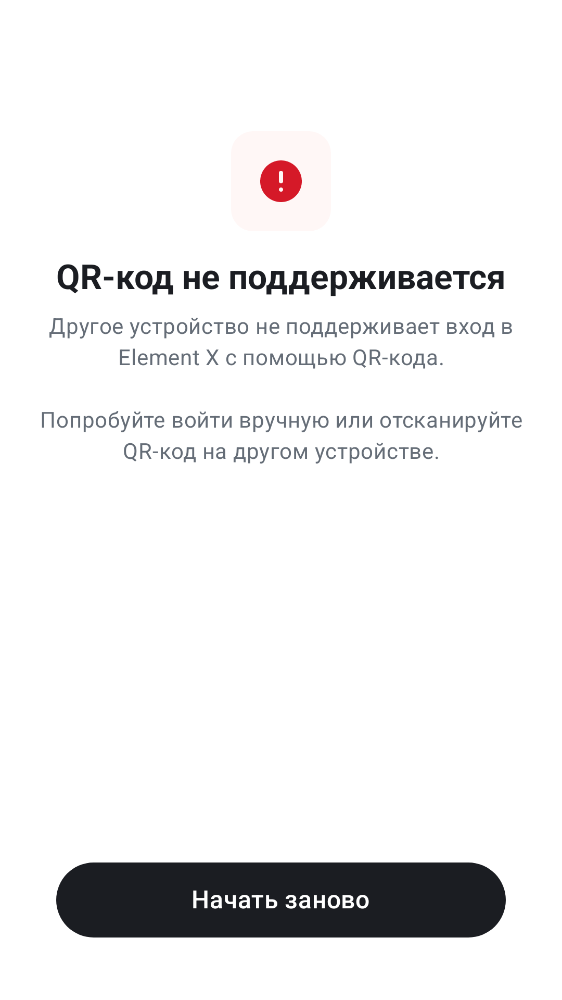 QR-код не поддерживается
Другое устройство не поддерживает вход в
Element X с помощью QR-кода.
Попробуйте войти вручную или отсканируйте
QR-код на другом устройстве.
Начать заново